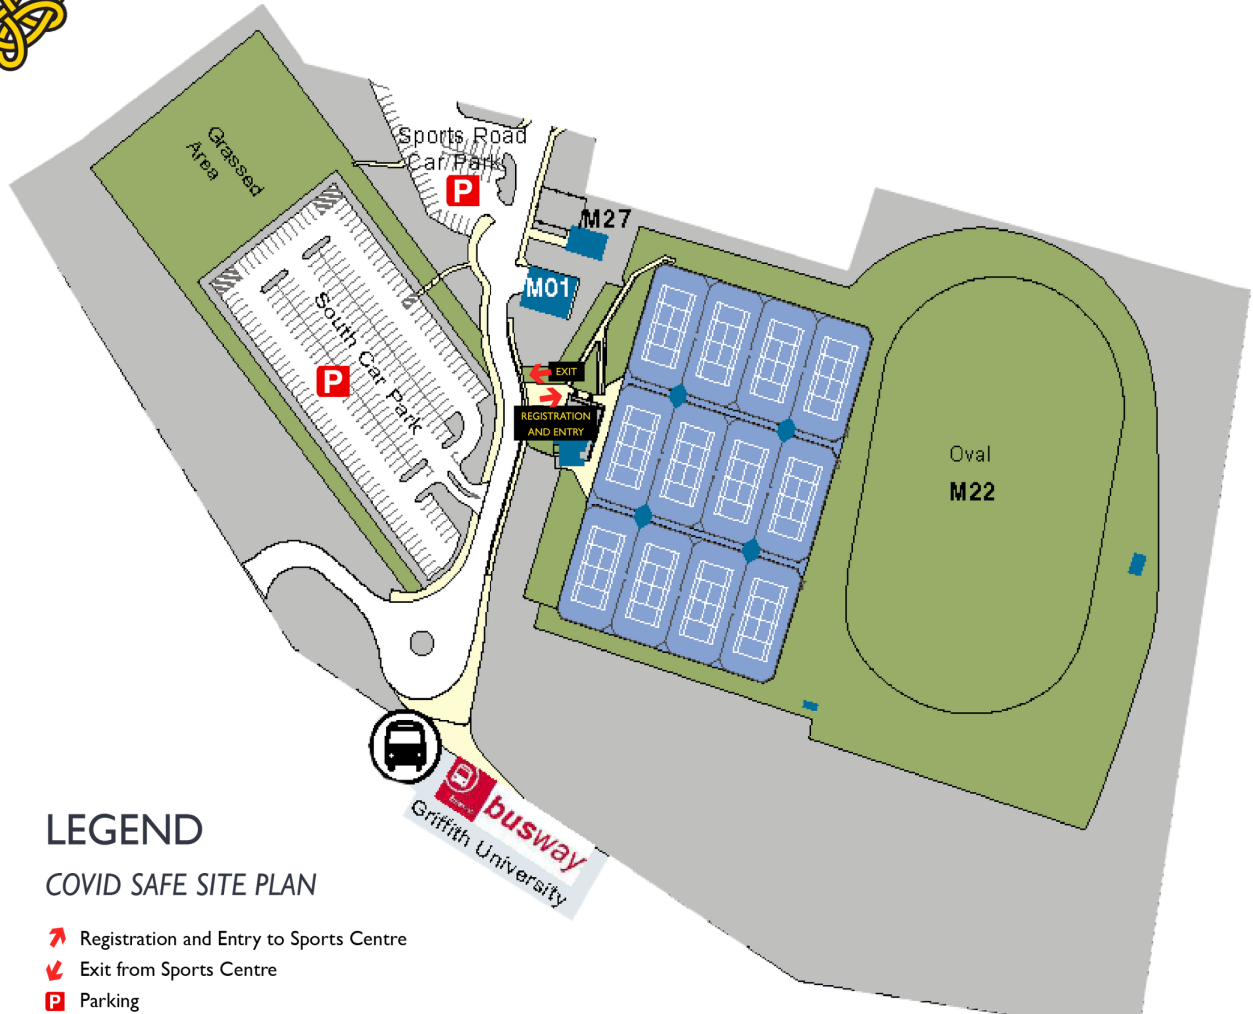 Grassed
Area
Sports Road
Car Park
P
M27
M01
South Car Park
P
EXIT
REGISTRATION
AND ENTRY
Oval
M22
busway
Griffith University
LEGEND
COVID SAFE SITE PLAN
Registration and Entry to Sports Centre
Exit from Sports Centre
P Parking